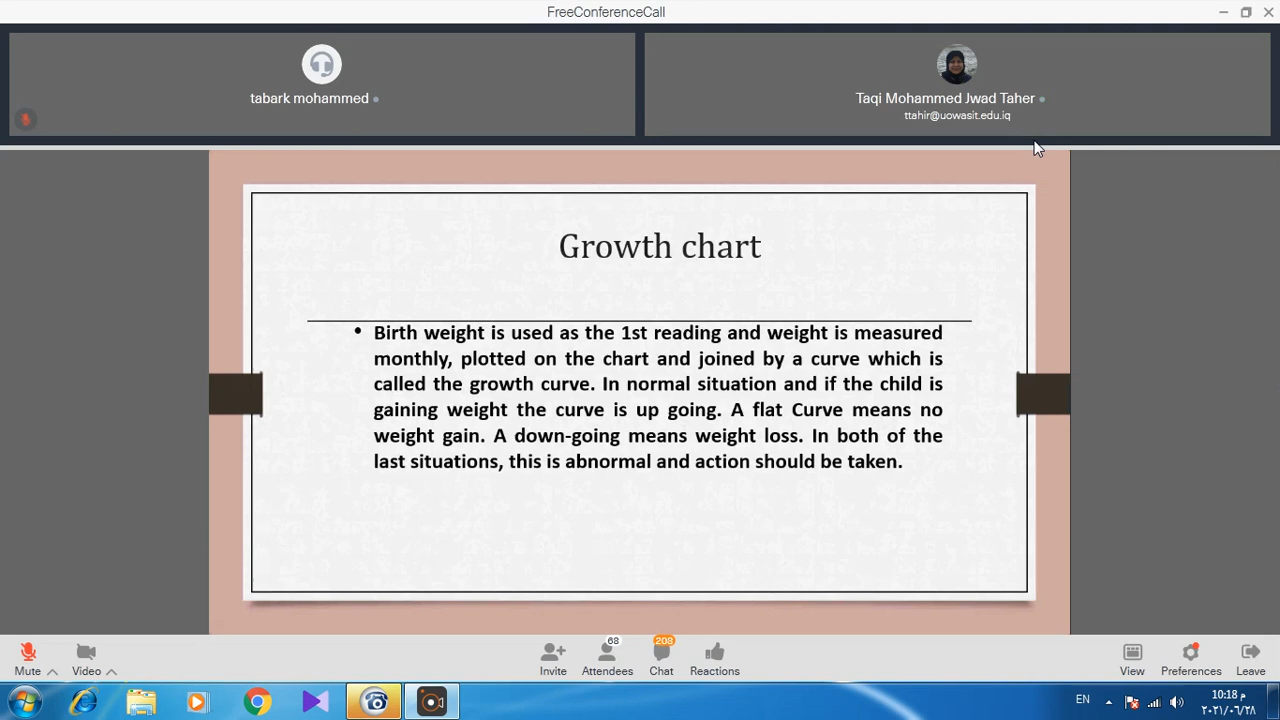 FreeConferenceCall
tabark mohammed
Taqi Mohammed Jwad Taher
ttahir@uowasit.edu.iq
Growth chart
• Birth weight is used as the 1st reading and weight is measured
monthly, plotted on the chart and joined by a curve which is
called the growth curve. In normal situation and if the child is
gaining weight the curve is up going. A flat Curve means no
weight gain. A down-going means weight loss. In both of the
last situations, this is abnormal and action should be taken.
68
208
Mute
Video
Invite
Attendees
Chat
Reactions
View
Preferences
Leave
EN
م 10:18
٢٠٢١/٠٦/٢٨